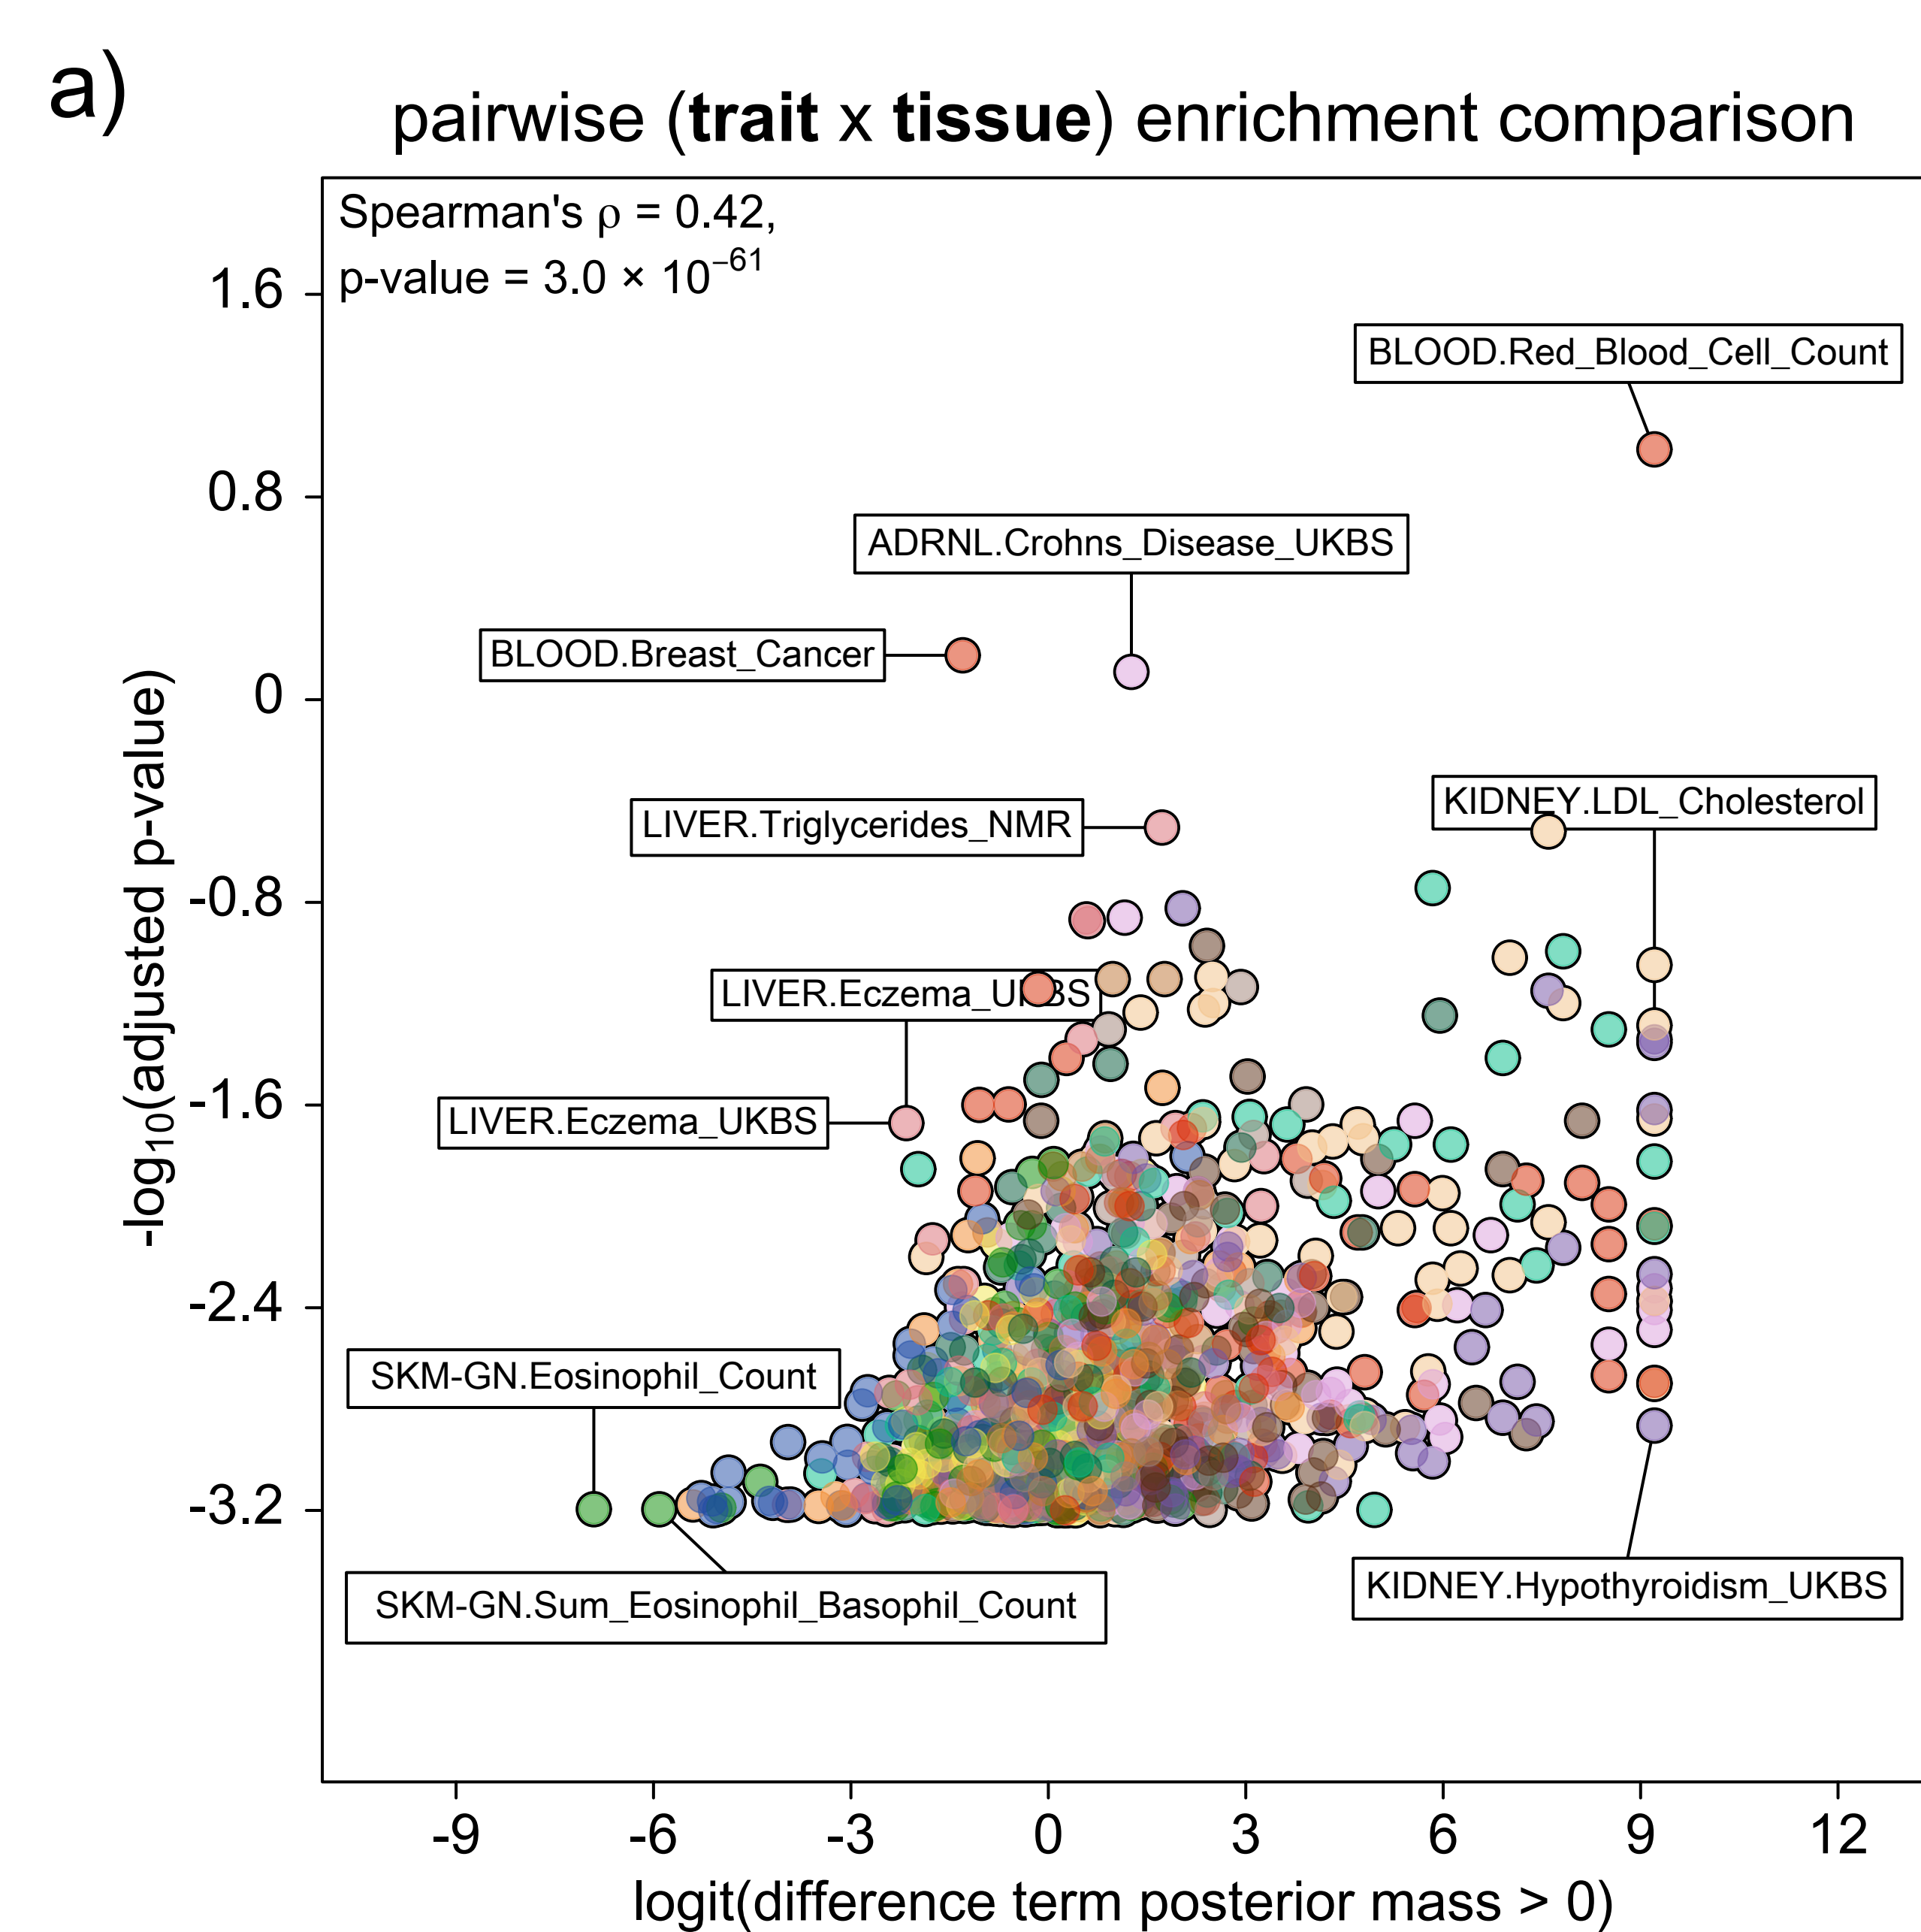 a)
pairwise (trait x tissue) enrichment comparison
Spearman's ρ = 0.42,
p-value = 3.0 × 10⁻⁶¹
1.6
BLOOD.Red_Blood_Cell_Count
0.8
ADRNL.Crohns_Disease_UKBS
BLOOD.Breast_Cancer
0
KIDNEY.LDL_Cholesterol
LIVER.Triglycerides_NMR
-0.8
LIVER.Eczema_UKBS
-1.6
LIVER.Eczema_UKBS
-2.4
SKM-GN.Eosinophil_Count
-3.2
KIDNEY.Hypothyroidism_UKBS
SKM-GN.Sum_Eosinophil_Basophil_Count
-log₁₀(adjusted p-value)
-9 -6 -3 0 3 6 9 12
logit(difference term posterior mass > 0)